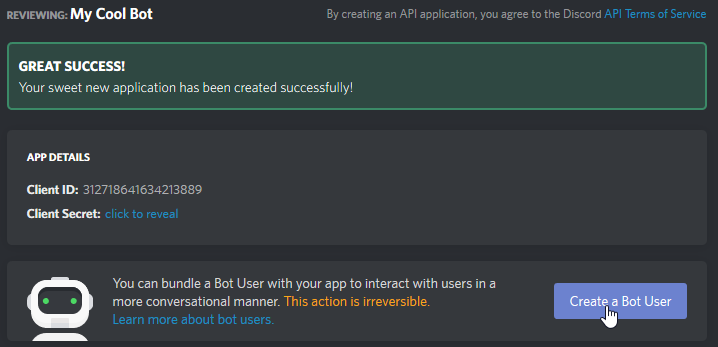 REVIEWING: My Cool Bot
By creating an API application, you agree to the Discord API Terms of Service
GREAT SUCCESS!
Your sweet new application has been created successfully!
APP DETAILS
Client ID: 312718641634213889
Client Secret: click to reveal
You can bundle a Bot User with your app to interact with users in a
more conversational manner. This action is irreversible.
Learn more about bot users.
Create a Bot User